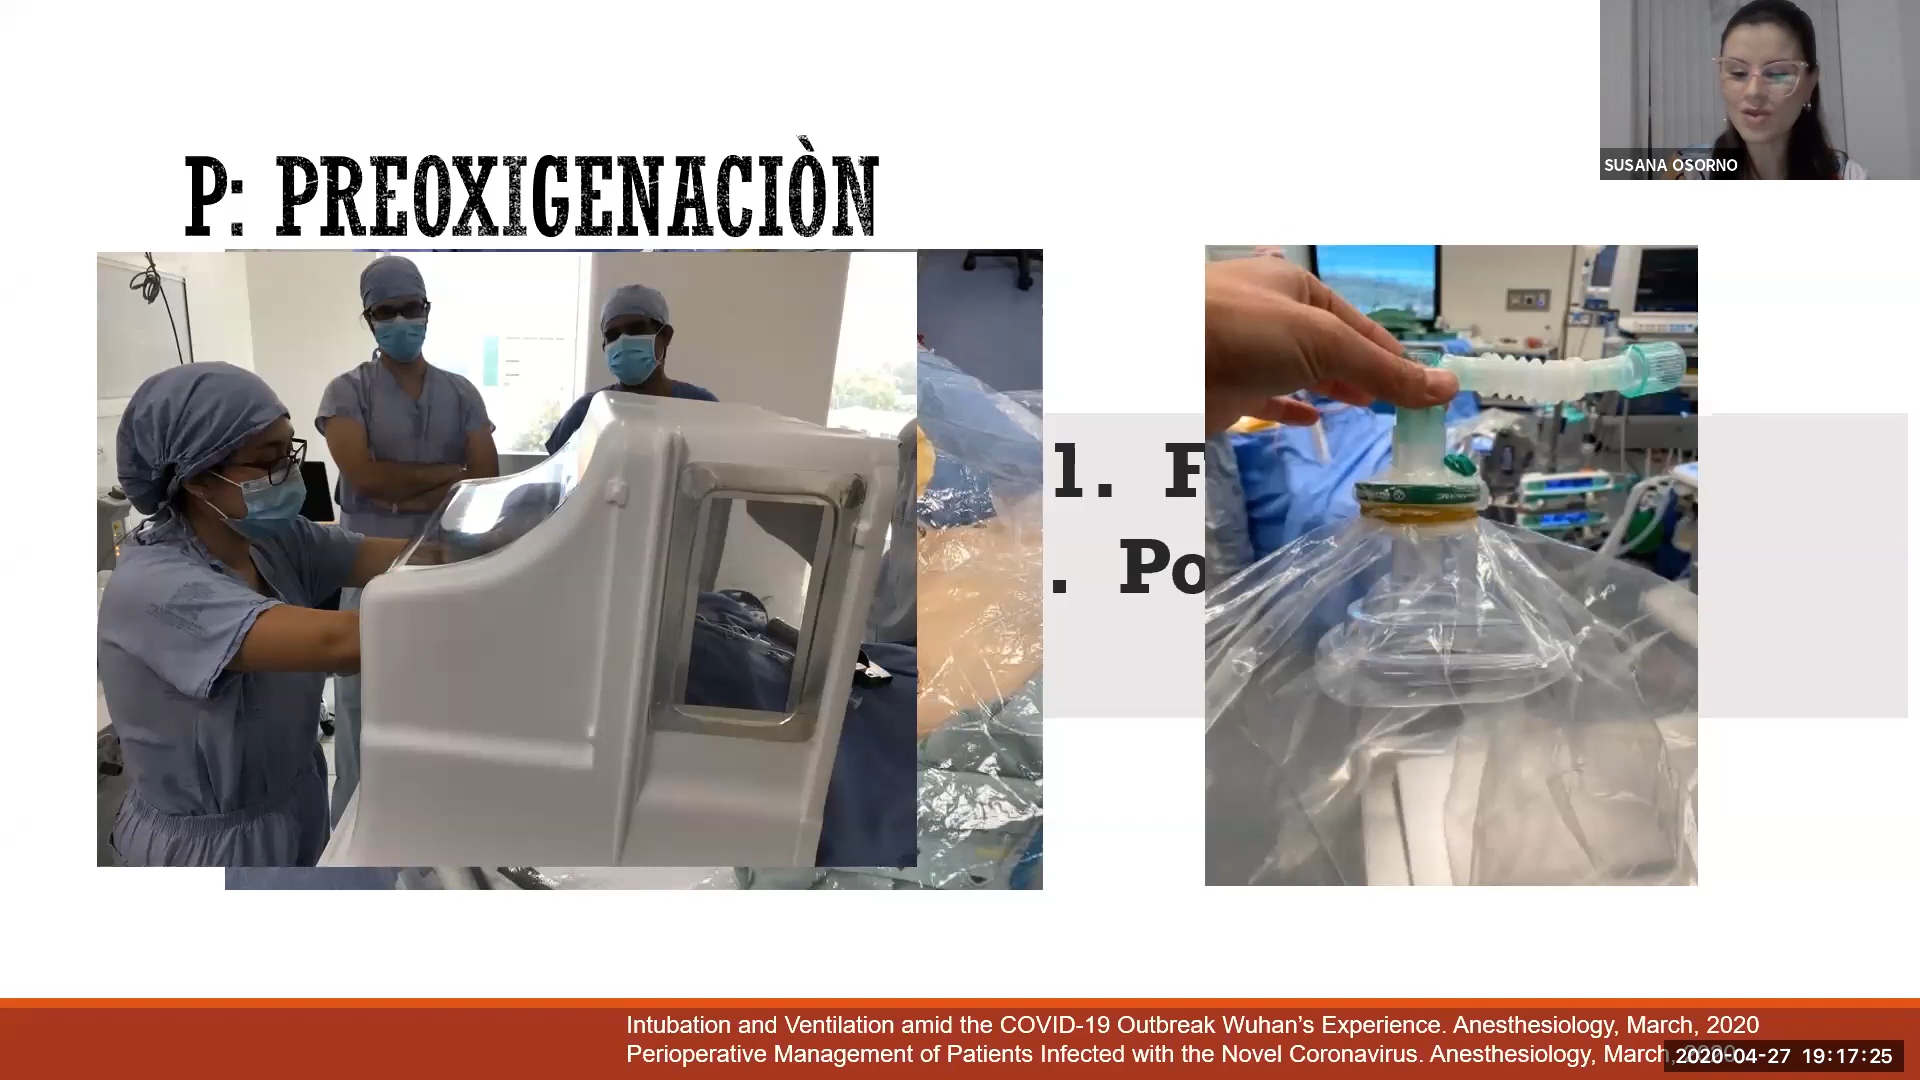 SUSANA OSORNO
P: PREOXIGENACIÒN
1. F
. Po
Intubation and Ventilation amid the COVID-19 Outbreak Wuhan's Experience. Anesthesiology, March, 2020
Perioperative Management of Patients Infected with the Novel Coronavirus. Anesthesiology, March, 2020
2020-04-27 19:17:25